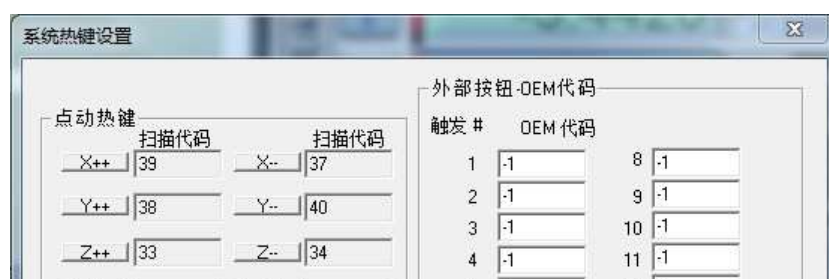 系统热键设置
外部按钮-OEM代码
点动热键
扫描代码 扫描代码
触发 # OEM 代码
X++ 39 X-- 37
1 -1 8 -1
Y++ 38 Y-- 40
2 -1 9 -1
3 -1 10 -1
Z++ 33 Z-- 34
4 -1 11 -1